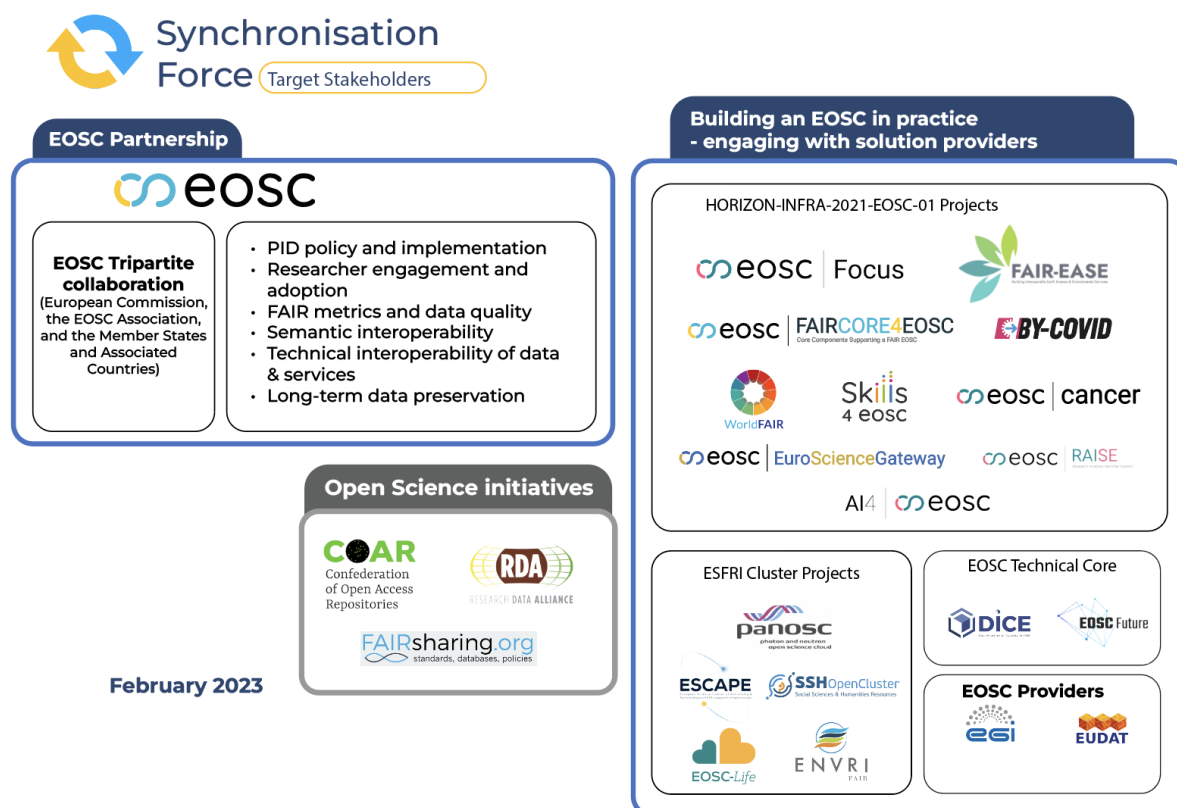 Synchronisation
Force Target Stakeholders
EOSC Partnership
eosc
EOSC Tripartite
collaboration
(European Commission,
the EOSC Association,
and the Member States
and Associated
Countries)
• PID policy and implementation
• Researcher engagement and
adoption
• FAIR metrics and data quality
• Semantic interoperability
• Technical interoperability of data
& services
• Long-term data preservation
Open Science initiatives
COAR
Confederation
of Open Access
Repositories
RDA
RESEARCH DATA ALLIANCE
FAIRsharing.org
standards, databases, policies
February 2023
Building an EOSC in practice
- engaging with solution providers
HORIZON-INFRA-2021-EOSC-01 Projects
eosc | Focus
FAIR-EASE
eosc | FAIRCORE4EOSC
Core Components Supporting a FAIR EOSC
BY-COVID
WorldFAIR
Skills
4 eosc
eosc | cancer
eosc | EuroScienceGateway
eosc | RAISE
AI4 | eosc
ESFRI Cluster Projects
panosc
photon and neutron
open science cloud
ESCAPE
SSHOPENCLUSTER
Social Sciences & Humanities Resources
EOSC-Life
ENVRI
FAIR
EOSC Technical Core
DICE
EOSC Future
EOSC Providers
eGi
EUDAT